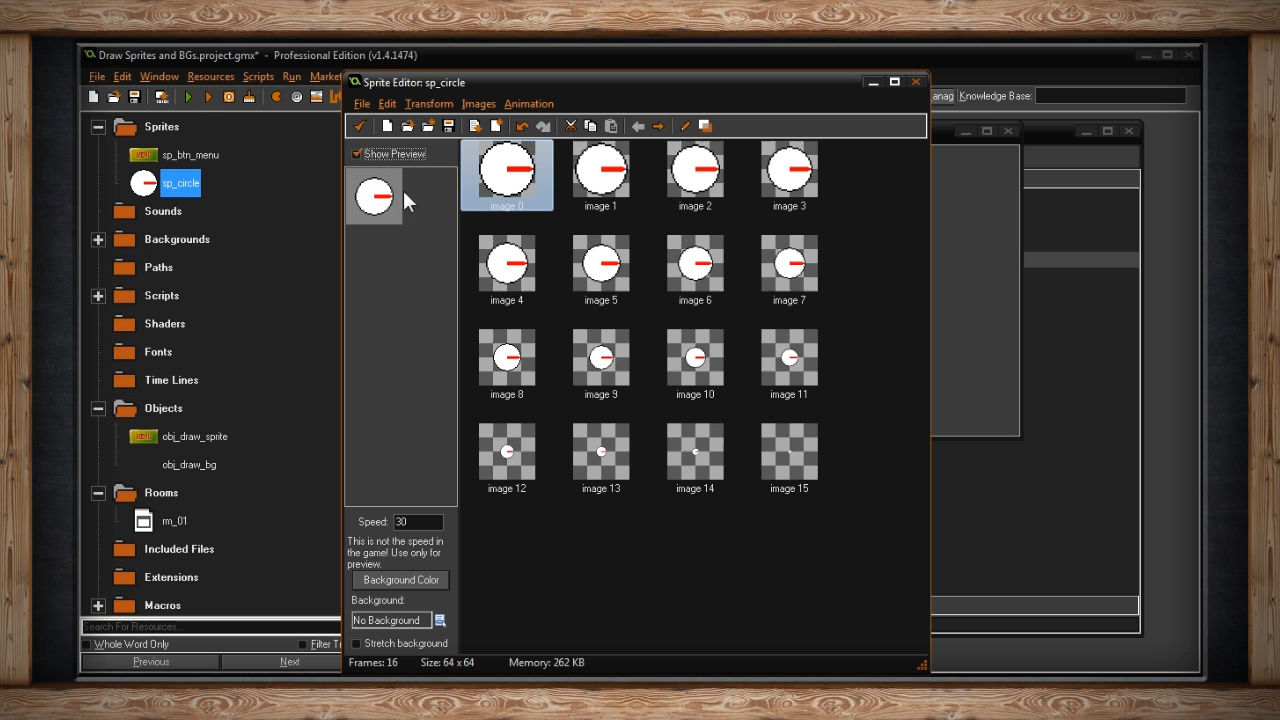 Draw Sprites and BGs.project.gmx* - Professional Edition (v1.4.1474)
File Edit Window Resources Scripts Run Market
anag Knowledge Base:
Sprites
MENU sp_btn_menu
sp_circle
Sounds
Backgrounds
Paths
Scripts
Shaders
Fonts
Time Lines
Objects
MENU obj_draw_sprite
obj_draw_bg
Rooms
rm_01
Included Files
Extensions
Macros
Search For Resources...
Whole Word Only Filter T
Previous Next
Sprite Editor: sp_circle
File Edit Transform Images Animation
Show Preview
image 0 image 1 image 2 image 3
image 4 image 5 image 6 image 7
image 8 image 9 image 10 image 11
image 12 image 13 image 14 image 15
Speed: 30
This is not the speed in
the game! Use only for
preview.
Background Color
Background:
No Background
Stretch background
Frames: 16 Size: 64 x 64 Memory: 262 KB